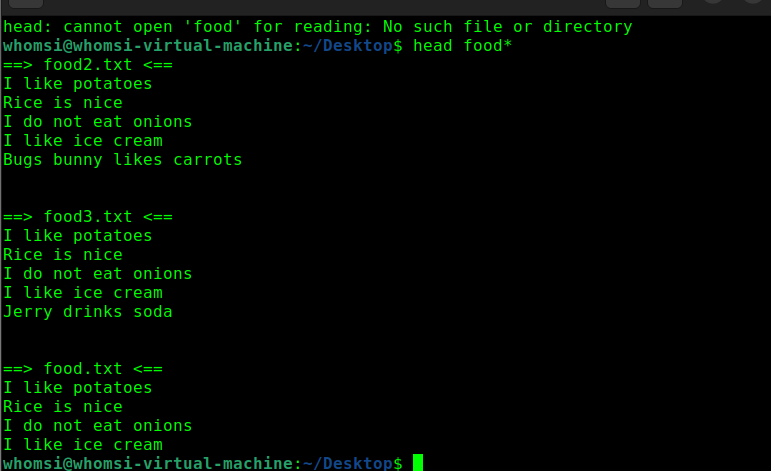 head: cannot open 'food' for reading: No such file or directory
whomsi@whomsi-virtual-machine:~/Desktop$ head food*
==> food2.txt <==
I like potatoes
Rice is nice
I do not eat onions
I like ice cream
Bugs bunny likes carrots
==> food3.txt <==
I like potatoes
Rice is nice
I do not eat onions
I like ice cream
Jerry drinks soda
==> food.txt <==
I like potatoes
Rice is nice
I do not eat onions
I like ice cream
whomsi@whomsi-virtual-machine:~/Desktop$